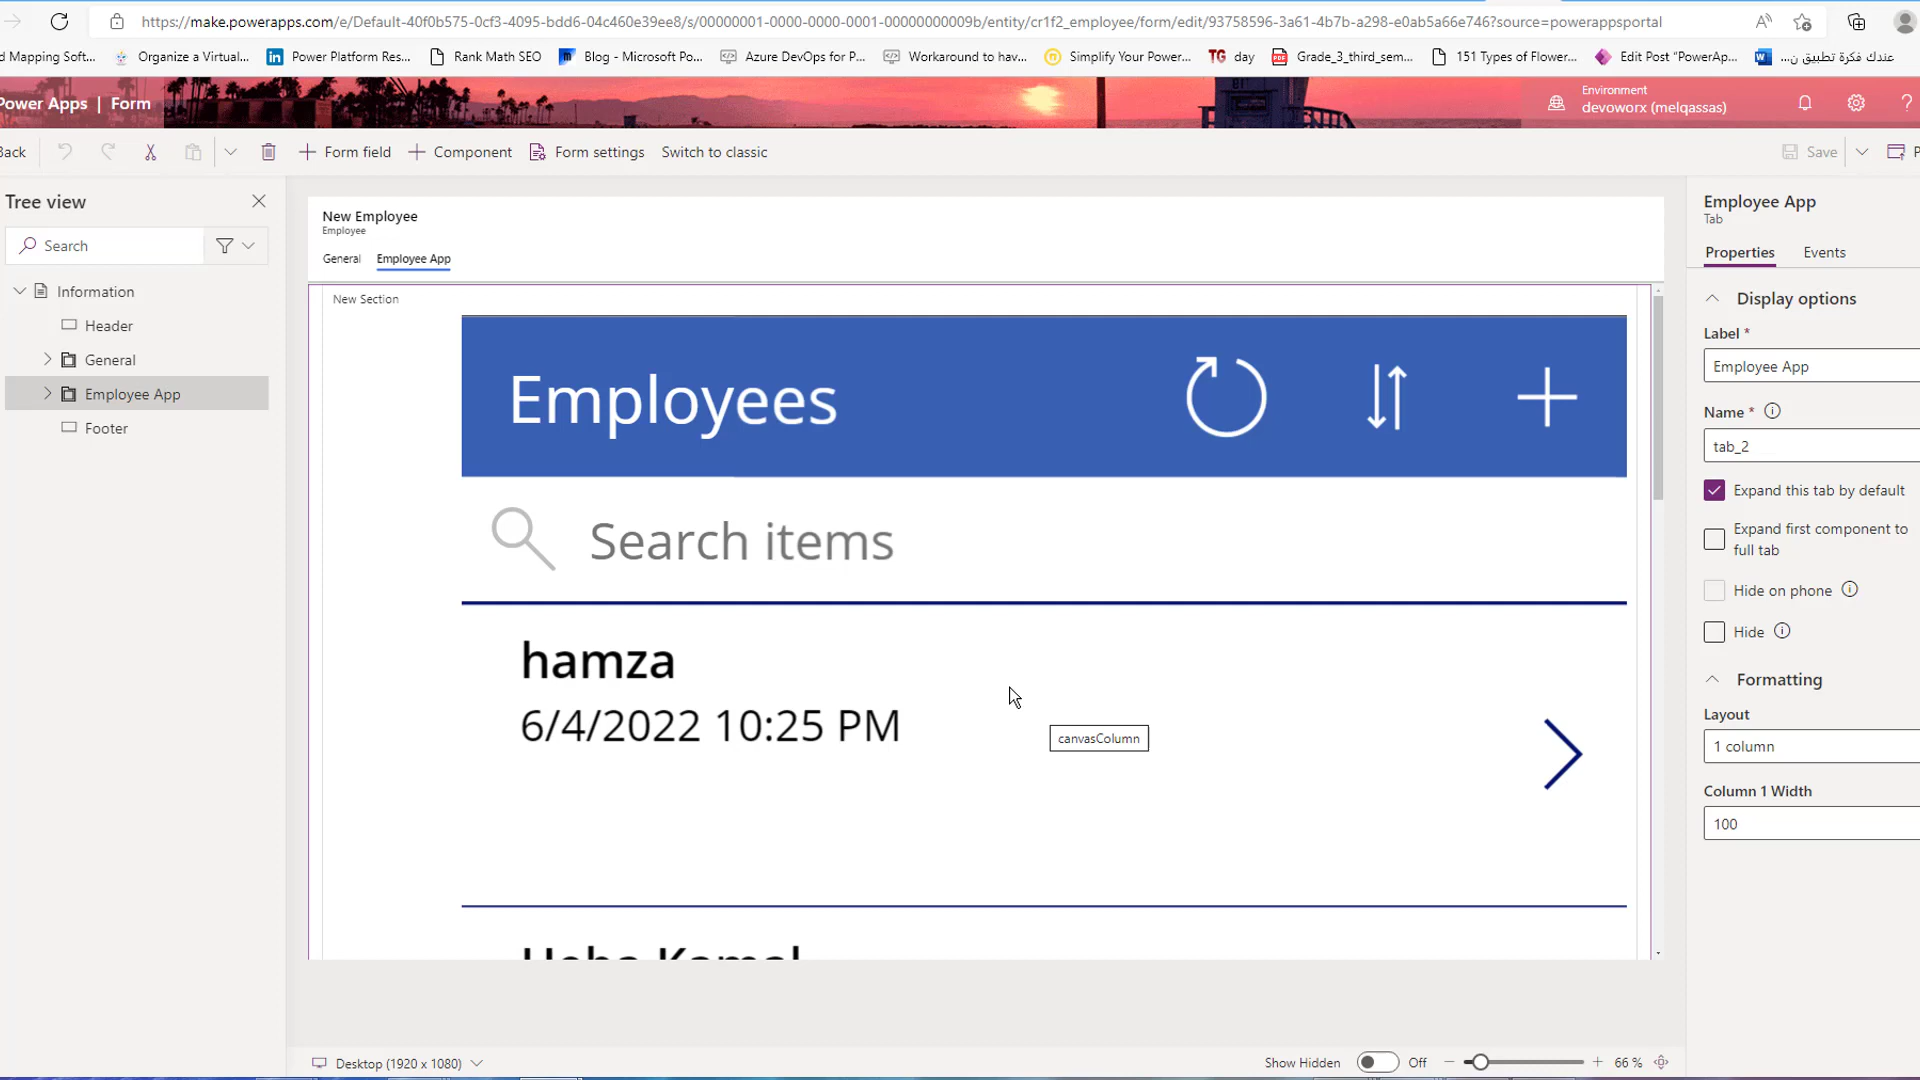 https://make.powerapps.com/e/Default-40f0b575-0cf3-4095-bdd6-04c460e39ee8/s/00000001-0000-0000-0001-00000000009b/entity/cr1f2_employee/form/edit/93758596-3a61-4b7b-a298-e0ab5a66e746?source=powerappsportal
d Mapping Soft...
Organize a Virtual...
Power Platform Res...
Rank Math SEO
Blog - Microsoft Po...
Azure DevOps for P...
Workaround to hav...
Simplify Your Power...
TG day
Grade_3_third_sem...
151 Types of Flower...
Edit Post "PowerAp...
عندك فكرة تطبيق ن...
Power Apps | Form
Environment
devoworx (melqassas)
Back
Form field
Component
Form settings
Switch to classic
Save
P
Tree view
Search
Information
Header
General
Employee App
Footer
New Employee
Employee
General
Employee App
New Section
Employees
Search items
hamza
6/4/2022 10:25 PM
canvasColumn
Heba Kamal
Employee App
Tab
Properties
Events
Display options
Label *
Employee App
Name *
tab_2
Expand this tab by default
Expand first component to
full tab
Hide on phone
Hide
Formatting
Layout
1 column
Column 1 Width
100
Desktop (1920 x 1080)
Show Hidden
Off
66 %